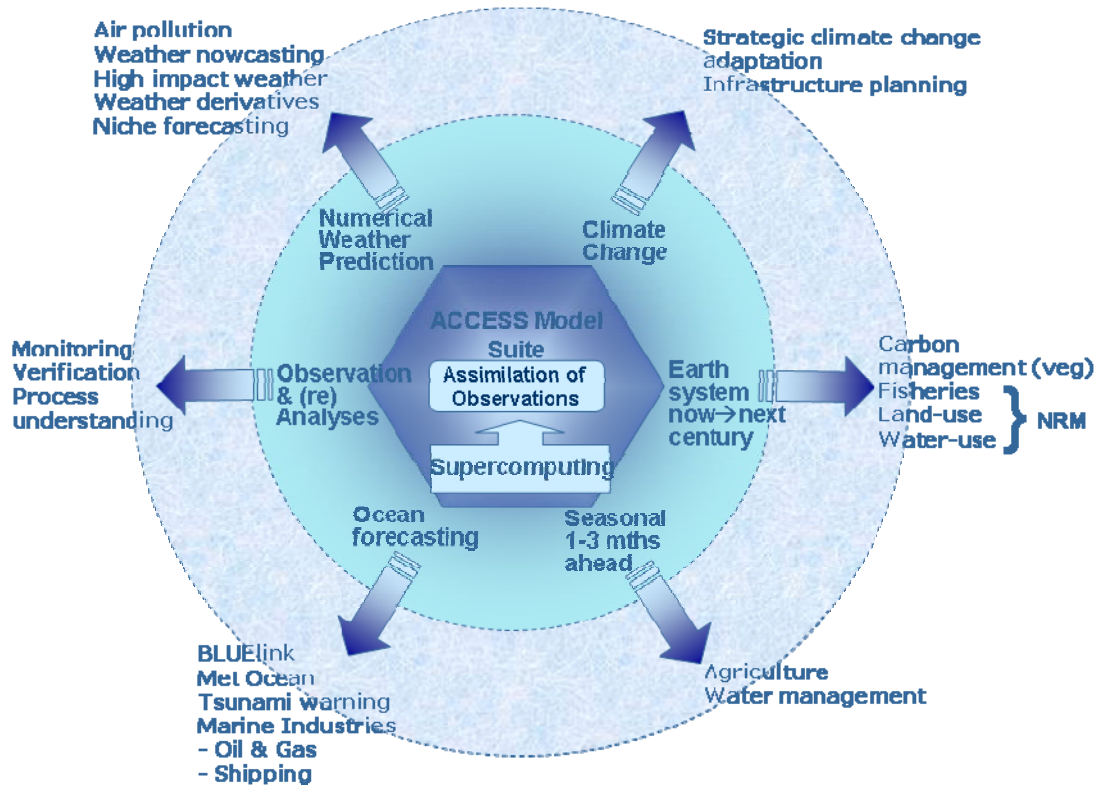 Air pollution
Weather nowcasting
High impact weather
Weather derivatives
Niche forecasting
Strategic climate change
adaptation
Infrastructure planning
Numerical
Weather
Prediction
Climate
Change
ACCESS Model
Suite
Assimilation of
Observations
Supercomputing
Monitoring
Verification
Process
understanding
Observation
& (re)
Analyses
Earth
system
now→next
century
Carbon
management (veg)
Fisheries
Land-use
Water-use
} NRM
Ocean
forecasting
Seasonal
1-3 mths
ahead
BLUElink
Met Ocean
Tsunami warning
Marine Industries
- Oil & Gas
- Shipping
Agriculture
Water management